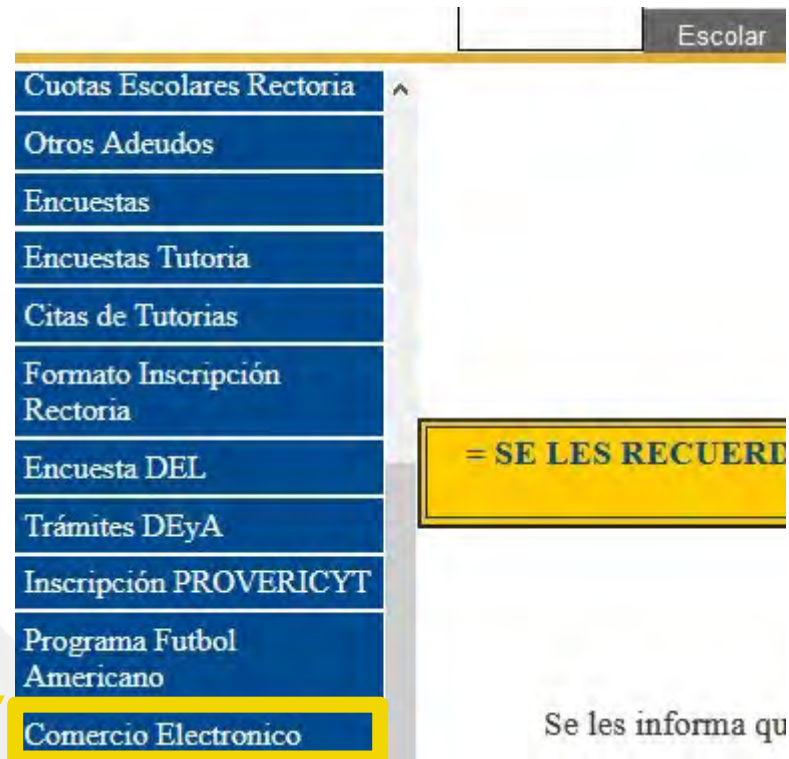 Escolar
Cuotas Escolares Rectoria
Otros Adeudos
Encuestas
Encuestas Tutoria
Citas de Tutorias
Formato Inscripción
Rectoria
Encuesta DEL
Trámites DEyA
Inscripción PROVERICYT
Programa Futbol
Americano
Comercio Electronico
= SE LES RECUERD
Se les informa qu